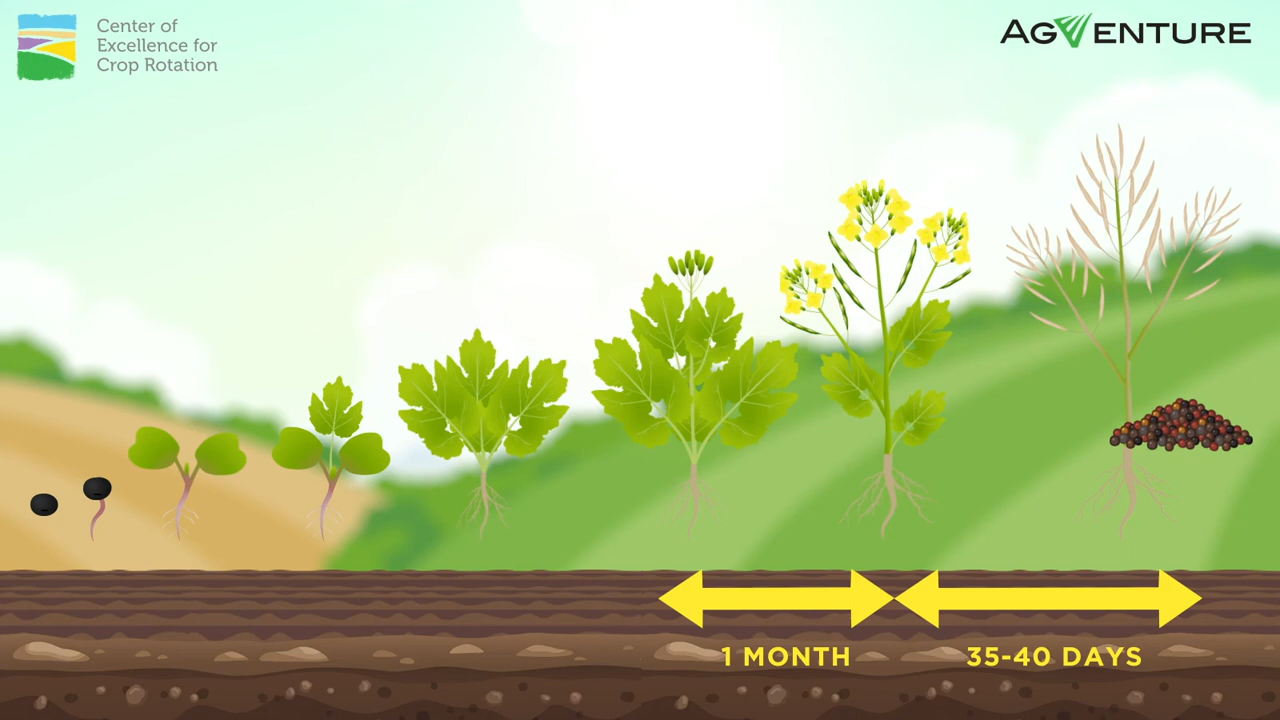 Center of
Excellence for
Crop Rotation
AGVENTURE
1 MONTH
35-40 DAYS